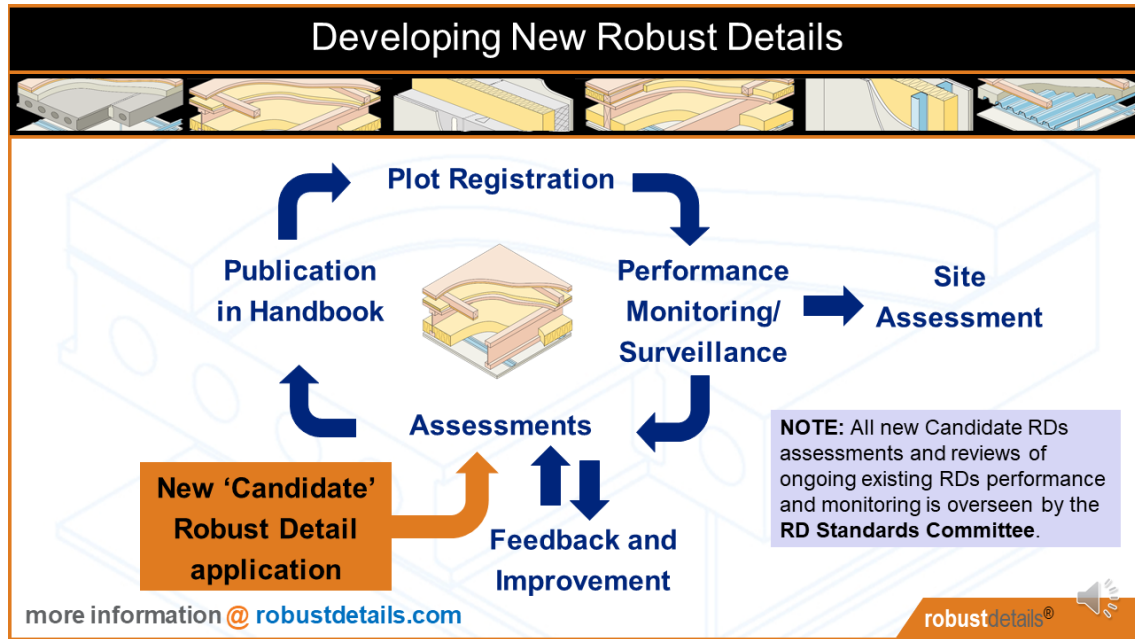 Developing New Robust Details
Plot Registration
Publication
in Handbook
Performance
Monitoring/
Surveillance
Site
Assessment
Assessments
New ‘Candidate’
Robust Detail
application
Feedback and
Improvement
NOTE: All new Candidate RDs
assessments and reviews of
ongoing existing RDs performance
and monitoring is overseen by the
RD Standards Committee.
more information @ robustdetails.com
robustdetails®